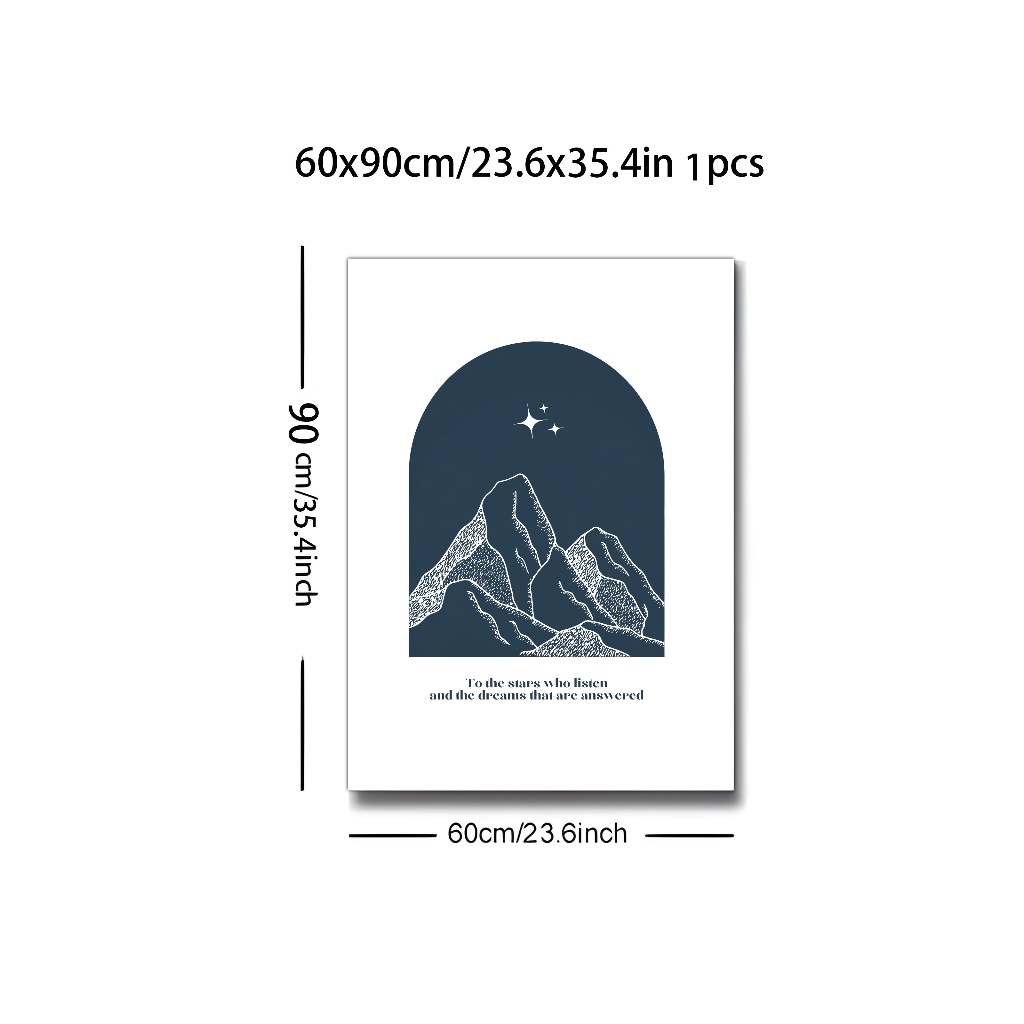 60x90cm/23.6x35.4in 1pcs
90 cm/35.4inch
To the stars who listen
and the dreams that are answered
60cm/23.6inch